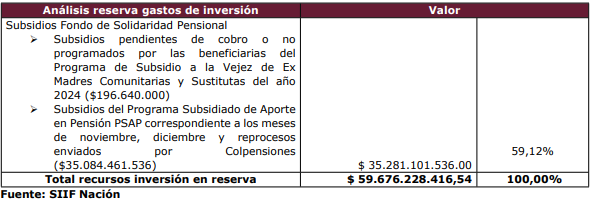 Análisis reserva gastos de inversión Valor
Subsidios Fondo de Solidaridad Pensional
➤ Subsidios pendientes de cobro o no
programados por las beneficiarias del
Programa de Subsidio a la Vejez de Ex
Madres Comunitarias y Sustitutas del año
2024 ($196.640.000)
➤ Subsidios del Programa Subsidiado de Aporte
en Pensión PSAP correspondiente a los meses
de noviembre, diciembre y reprocesos
enviados por Colpensiones
($35.084.461.536) $ 35.281.101.536.00 59,12%
Total recursos inversión en reserva $ 59.676.228.416,54 100,00%
Fuente: SIIF Nación